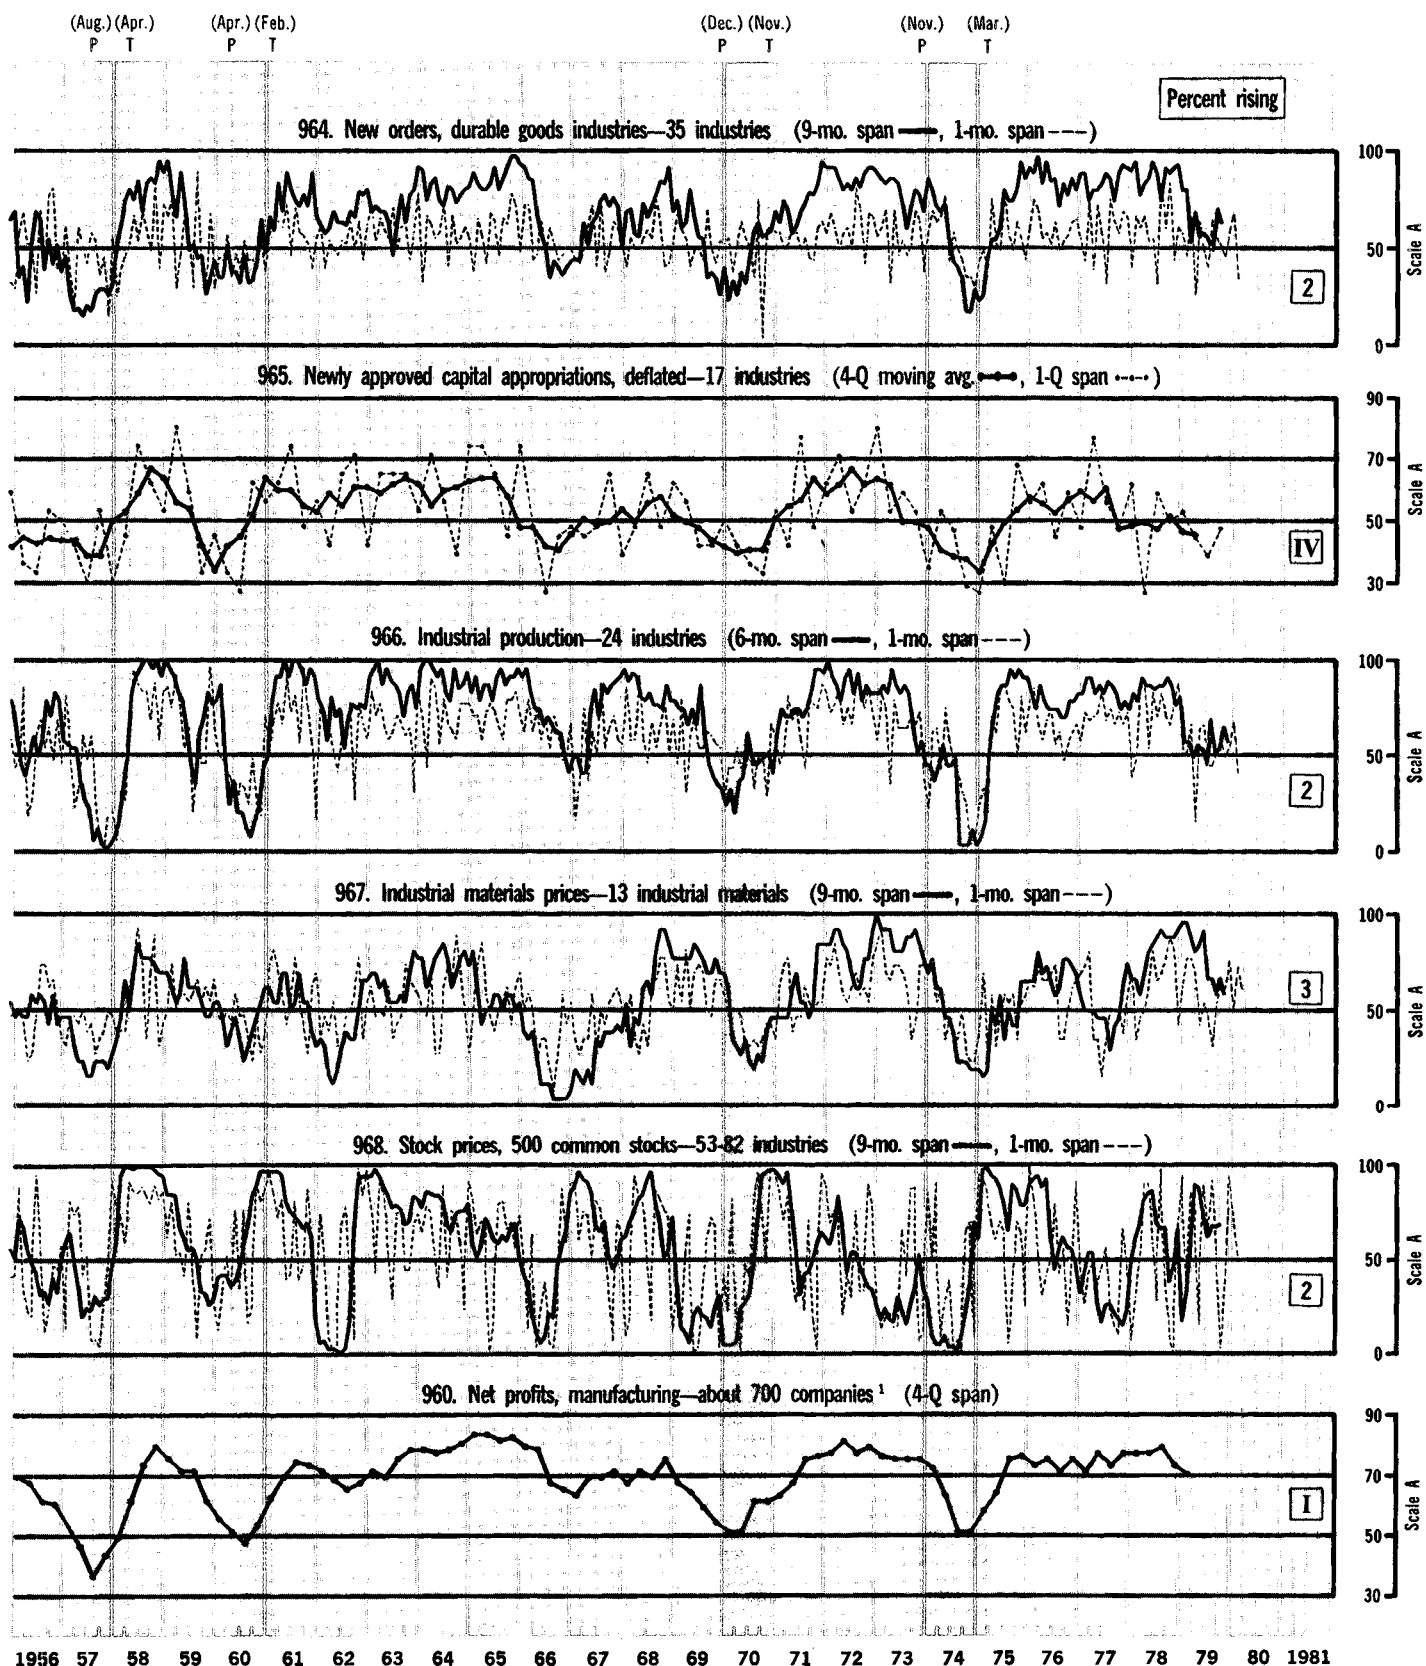 (Aug.) (Apr.) (Apr.) (Feb.) (Dec.) (Nov.) (Nov.) (Mar.)
P T P T P T P T
Percent rising
964. New orders, durable goods industries—35 industries (9-mo. span ——, 1-mo. span ---)
100
50
0
Scale A
2
965. Newly approved capital appropriations, deflated—17 industries (4-Q moving avg. •—•—•, 1-Q span •--•--•)
90
70
50
30
Scale A
IV
966. Industrial production—24 industries (6-mo. span ——, 1-mo. span ---)
100
50
0
Scale A
2
967. Industrial materials prices—13 industrial materials (9-mo. span ——, 1-mo. span ---)
100
50
0
Scale A
3
968. Stock prices, 500 common stocks—53-82 industries (9-mo. span ——, 1-mo. span ---)
100
50
0
Scale A
2
960. Net profits, manufacturing—about 700 companies ¹ (4-Q span)
90
70
50
30
Scale A
I
1956 57 58 59 60 61 62 63 64 65 66 67 68 69 70 71 72 73 74 75 76 77 78 79 80 1981